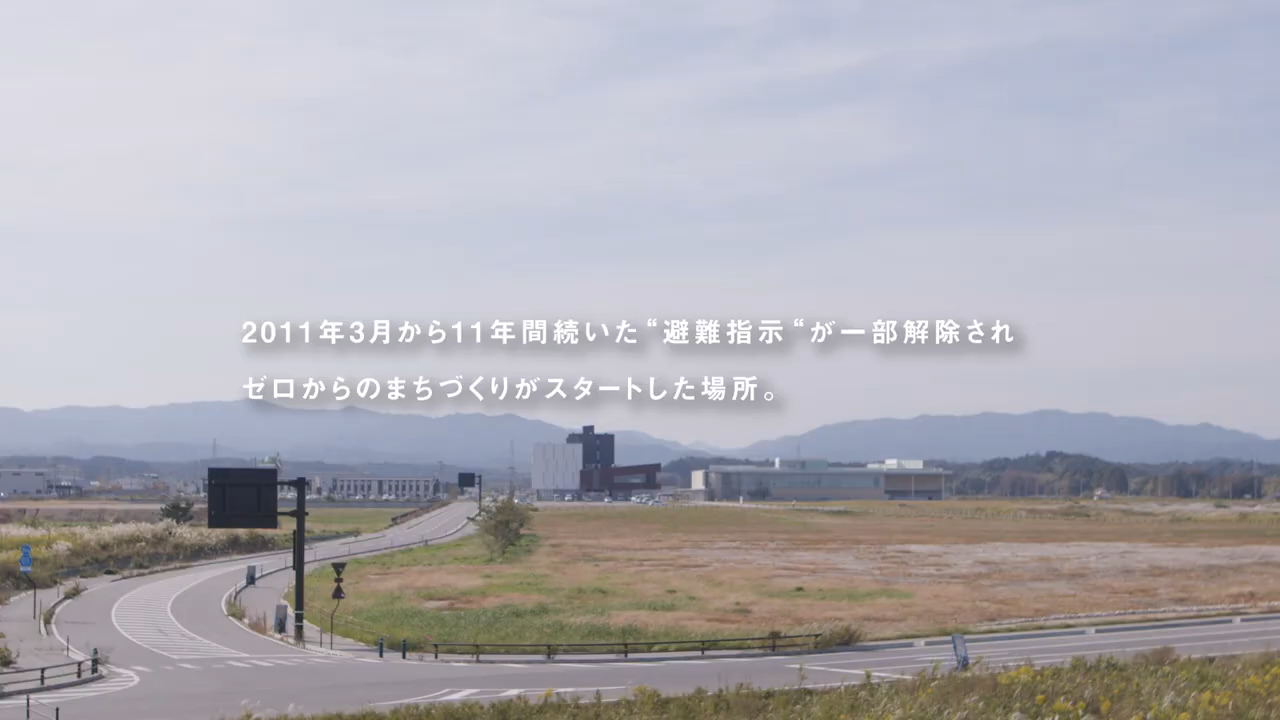 2011年3月から11年間続いた“避難指示“が一部解除され
ゼロからのまちづくりがスタートした場所。